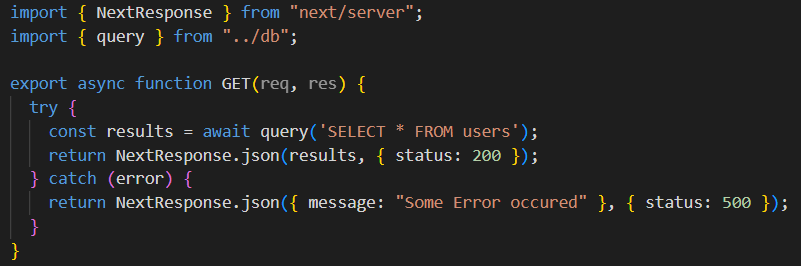 import { NextResponse } from "next/server";
import { query } from "../db";

export async function GET(req, res) {
  try {
    const results = await query('SELECT * FROM users');
    return NextResponse.json(results, { status: 200 });
  } catch (error) {
    return NextResponse.json({ message: "Some Error occured" }, { status: 500 });
  }
}